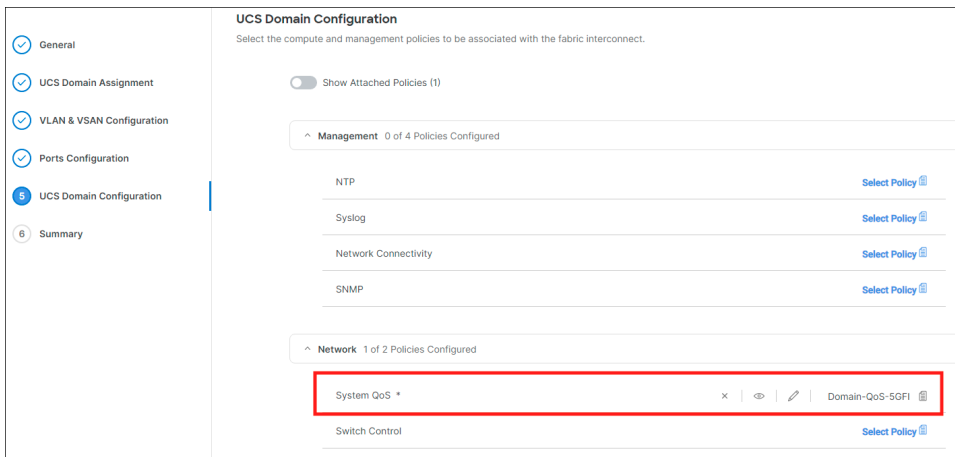 UCS Domain Configuration
Select the compute and management policies to be associated with the fabric interconnect.
General
UCS Domain Assignment
VLAN & VSAN Configuration
Ports Configuration
5 UCS Domain Configuration
6 Summary
Show Attached Policies (1)
Management 0 of 4 Policies Configured
NTP Select Policy
Syslog Select Policy
Network Connectivity Select Policy
SNMP Select Policy
Network 1 of 2 Policies Configured
System QoS * Domain-QoS-5GFI
Switch Control Select Policy